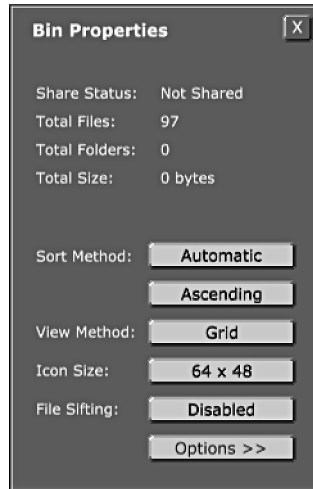 Bin Properties X
Share Status: Not Shared
Total Files: 97
Total Folders: 0
Total Size: 0 bytes
Sort Method: Automatic
Ascending
View Method: Grid
Icon Size: 64 x 48
File Sifting: Disabled
Options >>